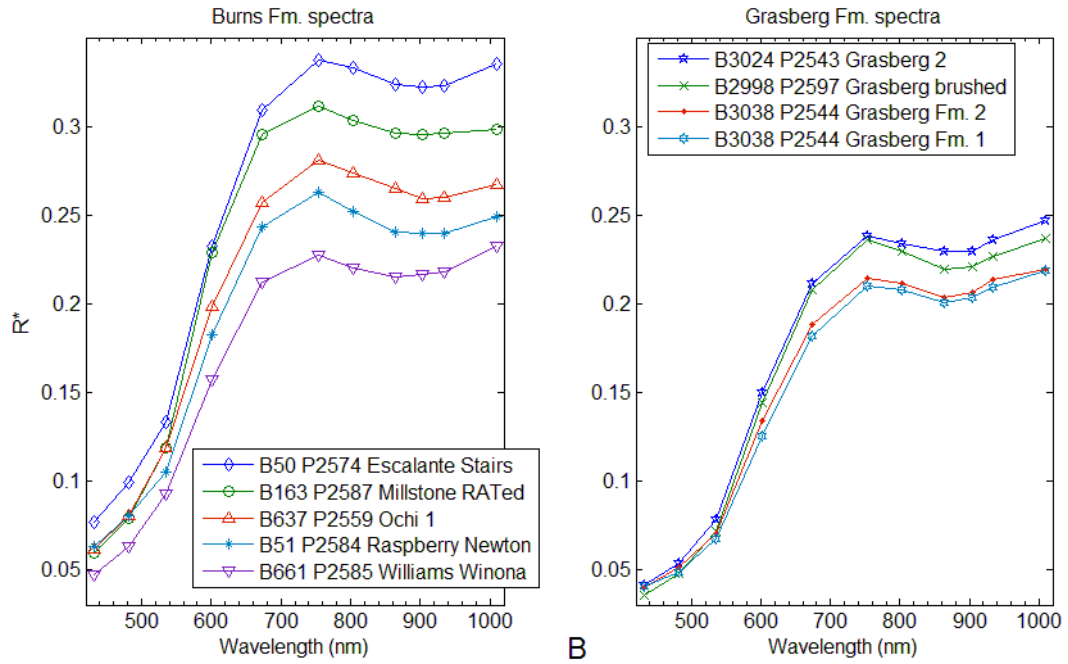 Burns Fm. spectra
R*
0.3
0.25
0.2
0.15
0.1
0.05
B50 P2574 Escalante Stairs
B163 P2587 Millstone RATed
B637 P2559 Ochi 1
B51 P2584 Raspberry Newton
B661 P2585 Williams Winona
500 600 700 800 900 1000
Wavelength (nm)
B
Grasberg Fm. spectra
B3024 P2543 Grasberg 2
B2998 P2597 Grasberg brushed
B3038 P2544 Grasberg Fm. 2
B3038 P2544 Grasberg Fm. 1
0.3
0.25
0.2
0.15
0.1
0.05
500 600 700 800 900 1000
Wavelength (nm)